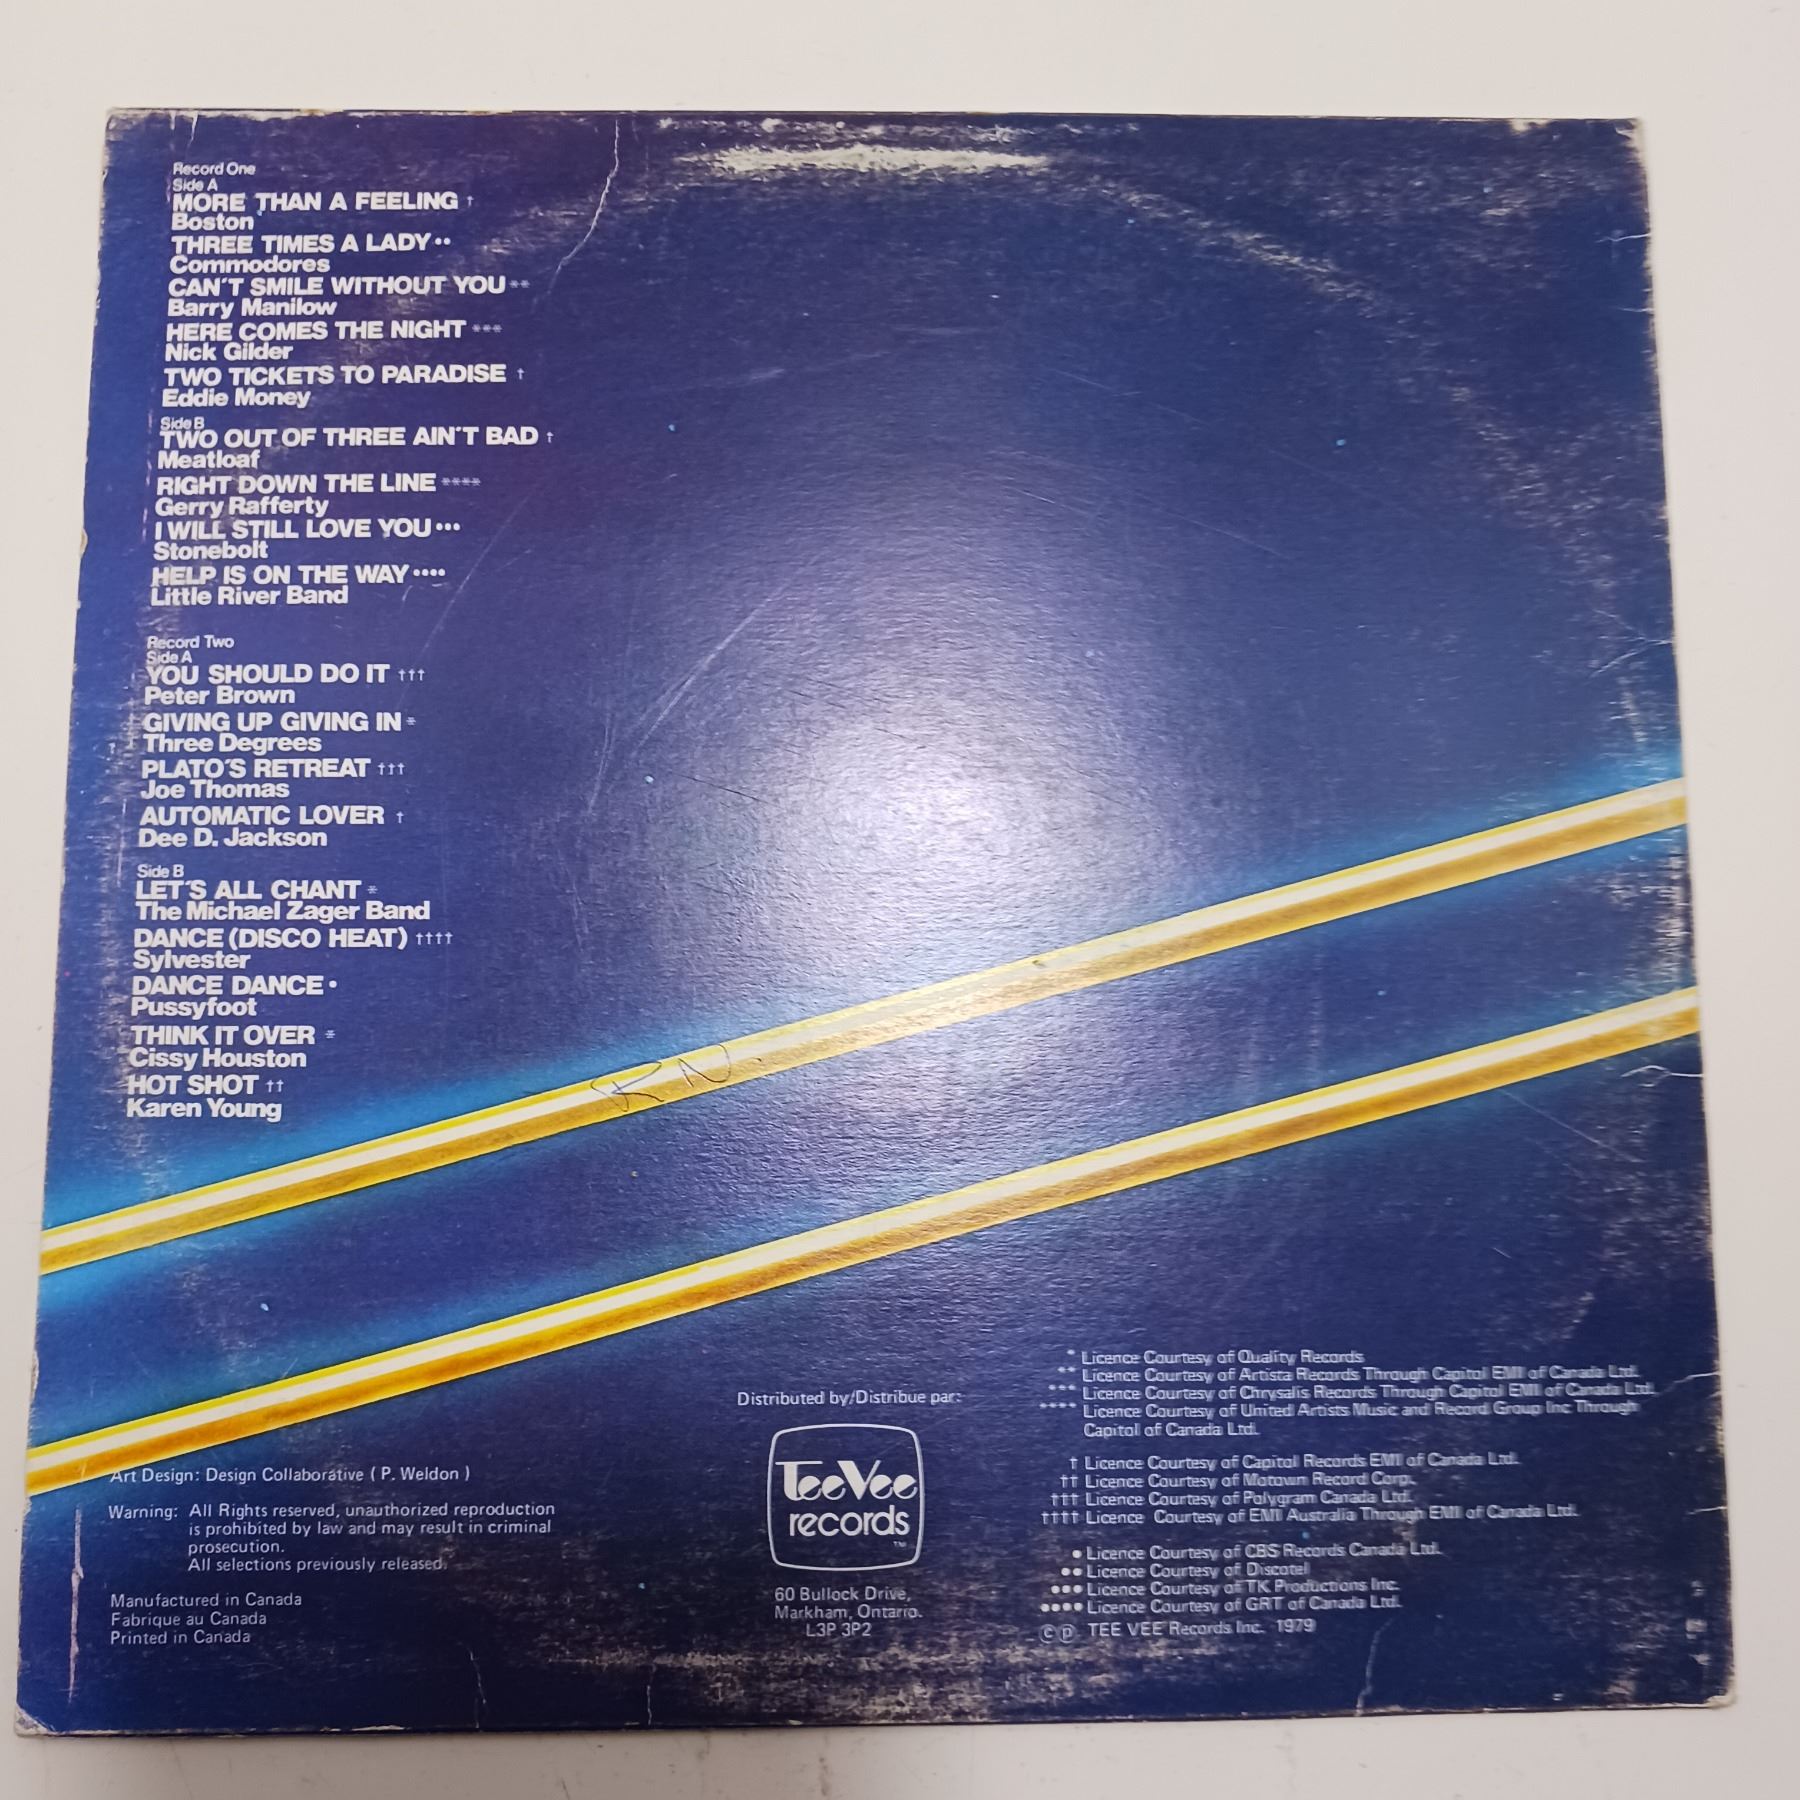 Record One
Side A
MORE THAN A FEELING †
Boston
THREE TIMES A LADY ••
Commodores
CAN'T SMILE WITHOUT YOU **
Barry Manilow
HERE COMES THE NIGHT ***
Nick Gilder
TWO TICKETS TO PARADISE †
Eddie Money
Side B
TWO OUT OF THREE AIN'T BAD †
Meatloaf
RIGHT DOWN THE LINE ****
Gerry Rafferty
I WILL STILL LOVE YOU •••
Stonebolt
HELP IS ON THE WAY ••••
Little River Band
Record Two
Side A
YOU SHOULD DO IT †††
Peter Brown
GIVING UP GIVING IN *
Three Degrees
PLATO'S RETREAT †††
Joe Thomas
AUTOMATIC LOVER †
Dee D. Jackson
Side B
LET'S ALL CHANT *
The Michael Zager Band
DANCE (DISCO HEAT) ††††
Sylvester
DANCE DANCE •
Pussyfoot
THINK IT OVER *
Cissy Houston
HOT SHOT ††
Karen Young
RN
Art Design: Design Collaborative ( P. Weldon )
Warning: All Rights reserved, unauthorized reproduction
is prohibited by law and may result in criminal
prosecution.
All selections previously released.
Manufactured in Canada
Fabrique au Canada
Printed in Canada
Distributed by/Distribue par:
TeeVee
records
TM
60 Bullock Drive,
Markham, Ontario.
L3P 3P2
* Licence Courtesy of Quality Records
** Licence Courtesy of Artista Records Through Capitol EMI of Canada Ltd.
*** Licence Courtesy of Chrysalis Records Through Capitol EMI of Canada Ltd.
**** Licence Courtesy of United Artists Music and Record Group Inc Through
Capitol of Canada Ltd.
† Licence Courtesy of Capitol Records EMI of Canada Ltd.
†† Licence Courtesy of Motown Record Corp.
††† Licence Courtesy of Polygram Canada Ltd.
†††† Licence Courtesy of EMI Australia Through EMI of Canada Ltd.
• Licence Courtesy of CBS Records Canada Ltd.
•• Licence Courtesy of Discotel
••• Licence Courtesy of TK Productions Inc.
•••• Licence Courtesy of GRT of Canada Ltd.
© ℗ TEE VEE Records Inc. 1979